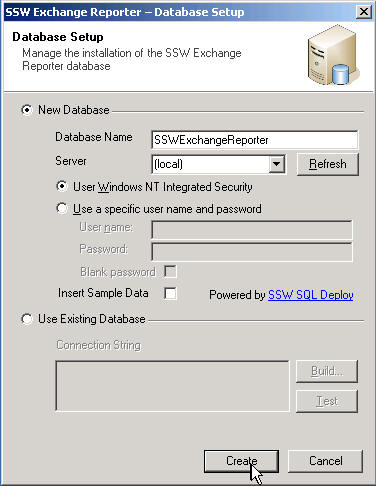 SSW Exchange Reporter – Database Setup
Database Setup
Manage the installation of the SSW Exchange
Reporter database
New Database
Database Name SSWExchangeReporter
Server (local) Refresh
User Windows NT Integrated Security
Use a specific user name and password
User name:
Password:
Blank password
Insert Sample Data Powered by SSW SQL Deploy
Use Existing Database
Connection String
Build...
Test
Create Cancel